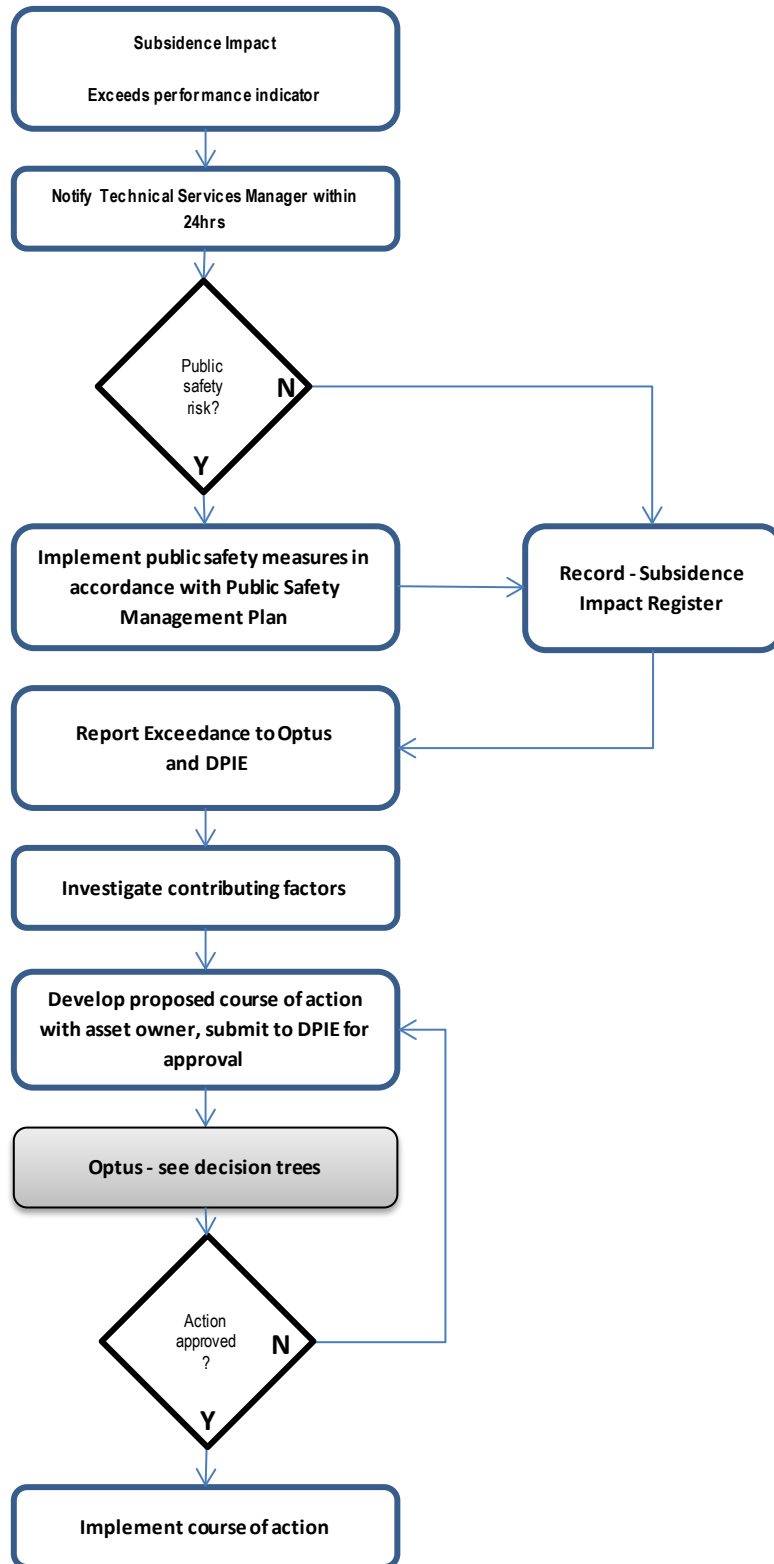 Subsidence Impact
Exceeds performance indicator
Notify Technical Services Manager within
24hrs
Public
safety
risk?
N
Y
Implement public safety measures in
accordance with Public Safety
Management Plan
Record - Subsidence
Impact Register
Report Exceedance to Optus
and DPIE
Investigate contributing factors
Develop proposed course of action
with asset owner, submit to DPIE for
approval
Optus - see decision trees
Action
approved
?
N
Y
Implement course of action